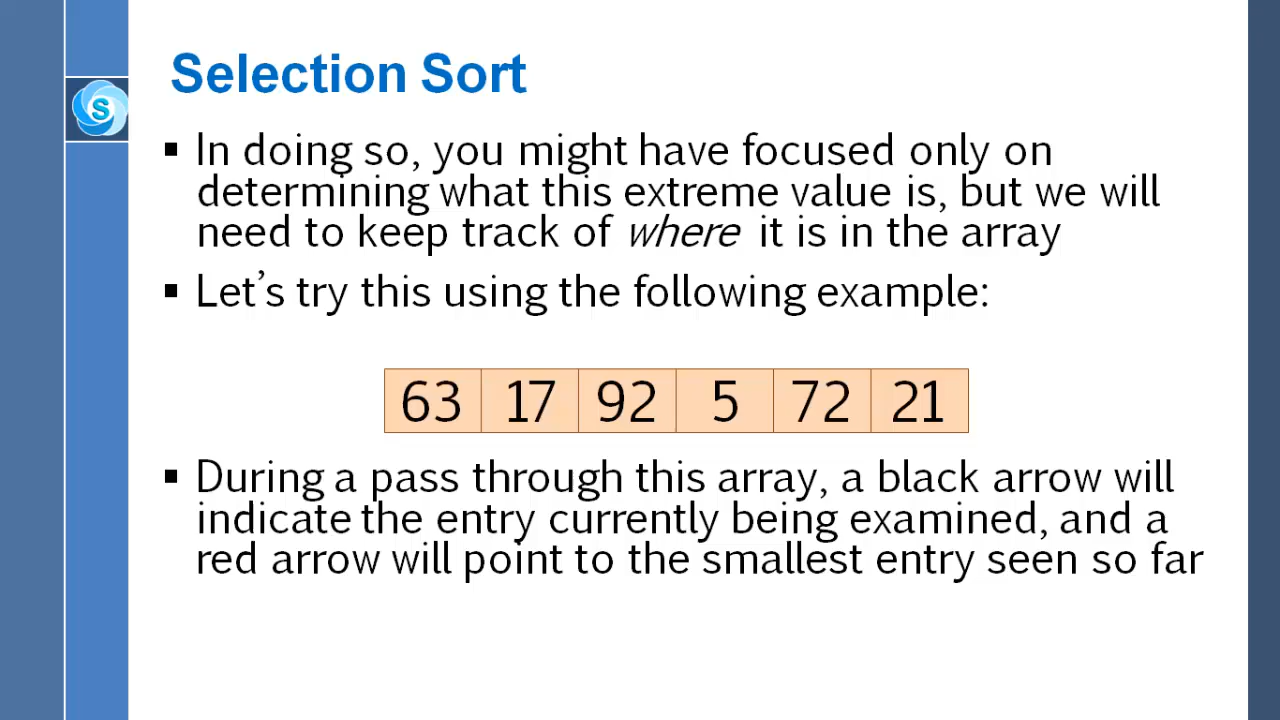 Selection Sort
S
▪ In doing so, you might have focused only on
determining what this extreme value is, but we will
need to keep track of where it is in the array
▪ Let’s try this using the following example:
63 17 92 5 72 21
▪ During a pass through this array, a black arrow will
indicate the entry currently being examined, and a
red arrow will point to the smallest entry seen so far